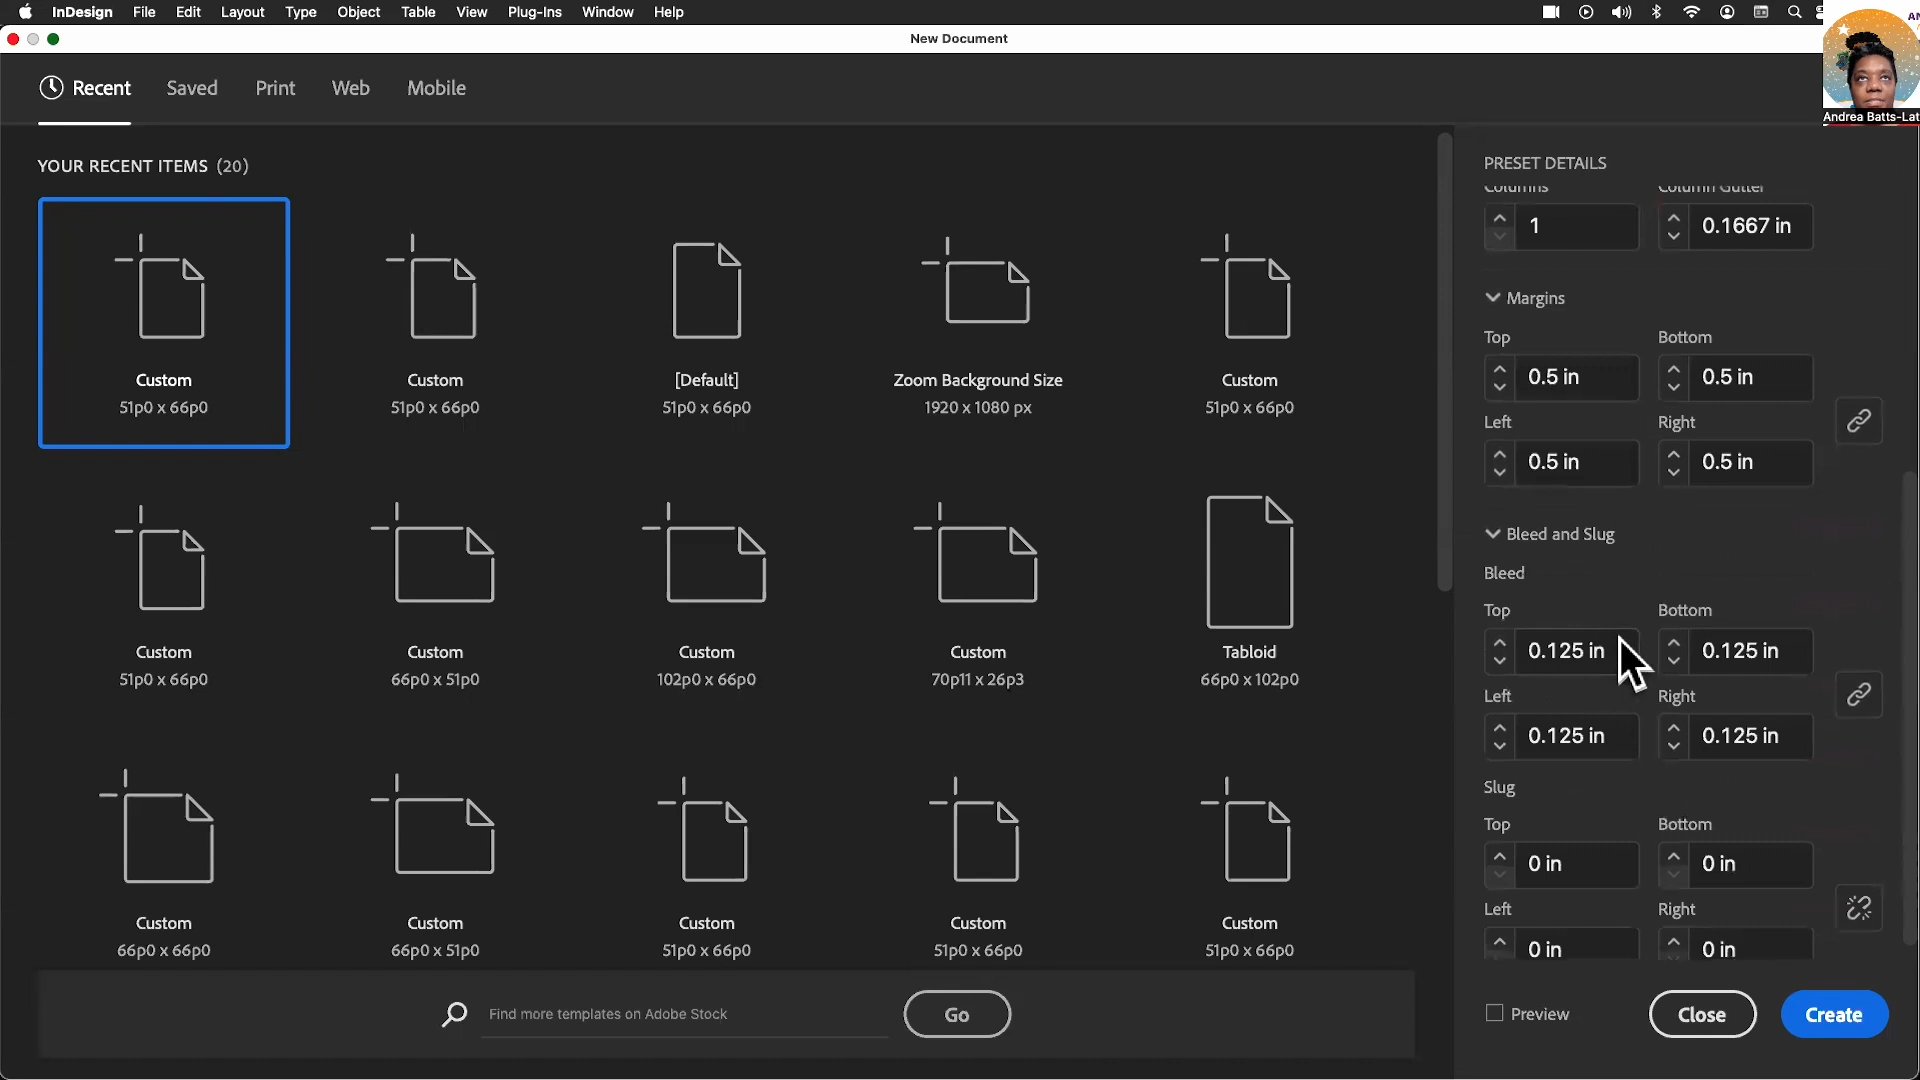 InDesign File Edit Layout Type Object Table View Plug-Ins Window Help
New Document
Recent Saved Print Web Mobile
Andrea Batts-Lat
YOUR RECENT ITEMS (20)
Custom
51p0 x 66p0
Custom
51p0 x 66p0
[Default]
51p0 x 66p0
Zoom Background Size
1920 x 1080 px
Custom
51p0 x 66p0
Custom
51p0 x 66p0
Custom
66p0 x 51p0
Custom
102p0 x 66p0
Custom
70p11 x 26p3
Tabloid
66p0 x 102p0
Custom
66p0 x 66p0
Custom
66p0 x 51p0
Custom
51p0 x 66p0
Custom
51p0 x 66p0
Custom
51p0 x 66p0
Find more templates on Adobe Stock
Go
PRESET DETAILS
Columns Column Gutter
1 0.1667 in
Margins
Top Bottom
0.5 in 0.5 in
Left Right
0.5 in 0.5 in
Bleed and Slug
Bleed
Top Bottom
0.125 in 0.125 in
Left Right
0.125 in 0.125 in
Slug
Top Bottom
0 in 0 in
Left Right
0 in 0 in
Preview Close Create